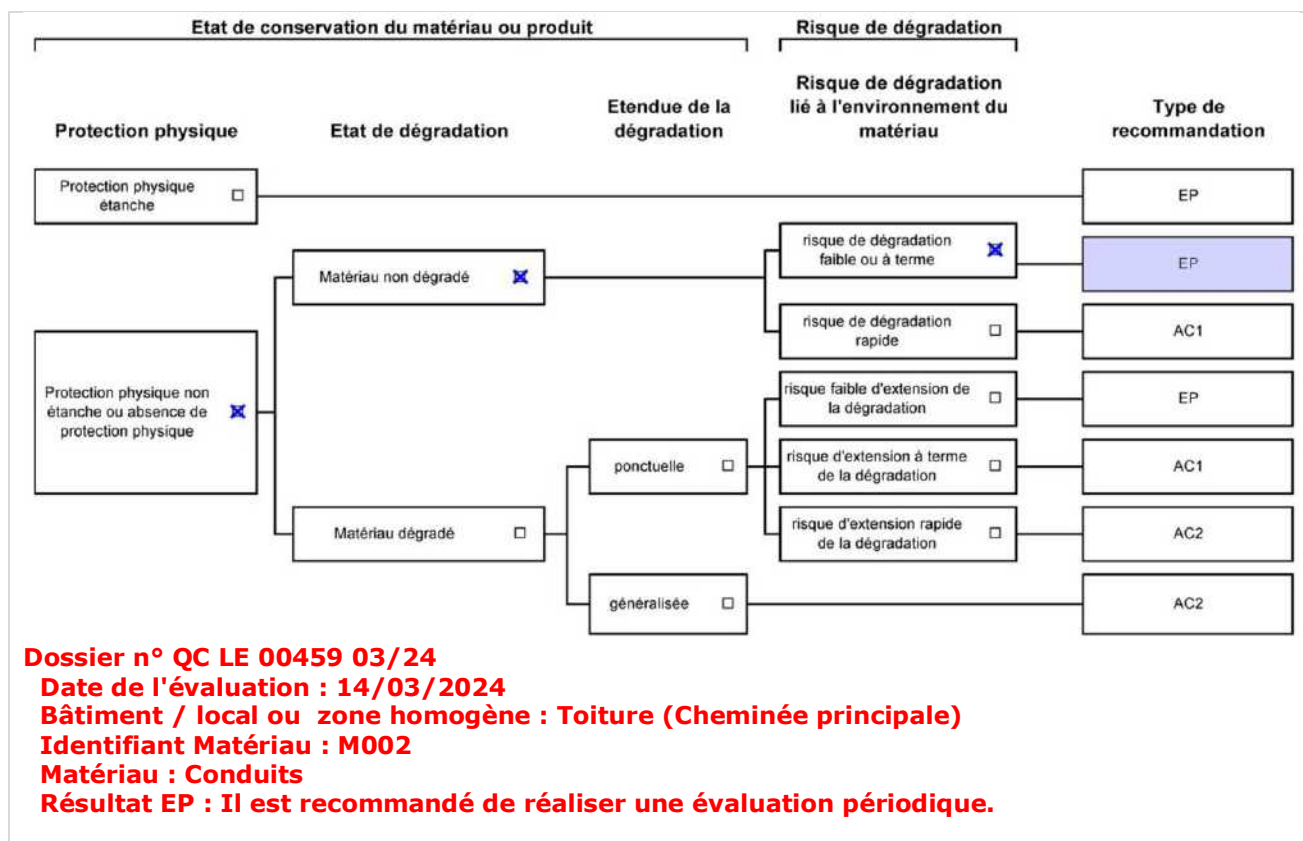 Etat de conservation du matériau ou produit
Risque de dégradation
Protection physique
Etat de dégradation
Etendue de la
dégradation
Risque de dégradation
lié à l'environnement du
matériau
Type de
recommandation
Protection physique
étanche
EP
Matériau non dégradé
risque de dégradation
faible ou à terme
EP
risque de dégradation
rapide
AC1
Protection physique non
étanche ou absence de
protection physique
risque faible d'extension de
la dégradation
EP
ponctuelle
risque d'extension à terme
de la dégradation
AC1
Matériau dégradé
risque d'extension rapide
de la dégradation
AC2
généralisée
AC2
Dossier n° QC LE 00459 03/24
Date de l'évaluation : 14/03/2024
Bâtiment / local ou zone homogène : Toiture (Cheminée principale)
Identifiant Matériau : M002
Matériau : Conduits
Résultat EP : Il est recommandé de réaliser une évaluation périodique.